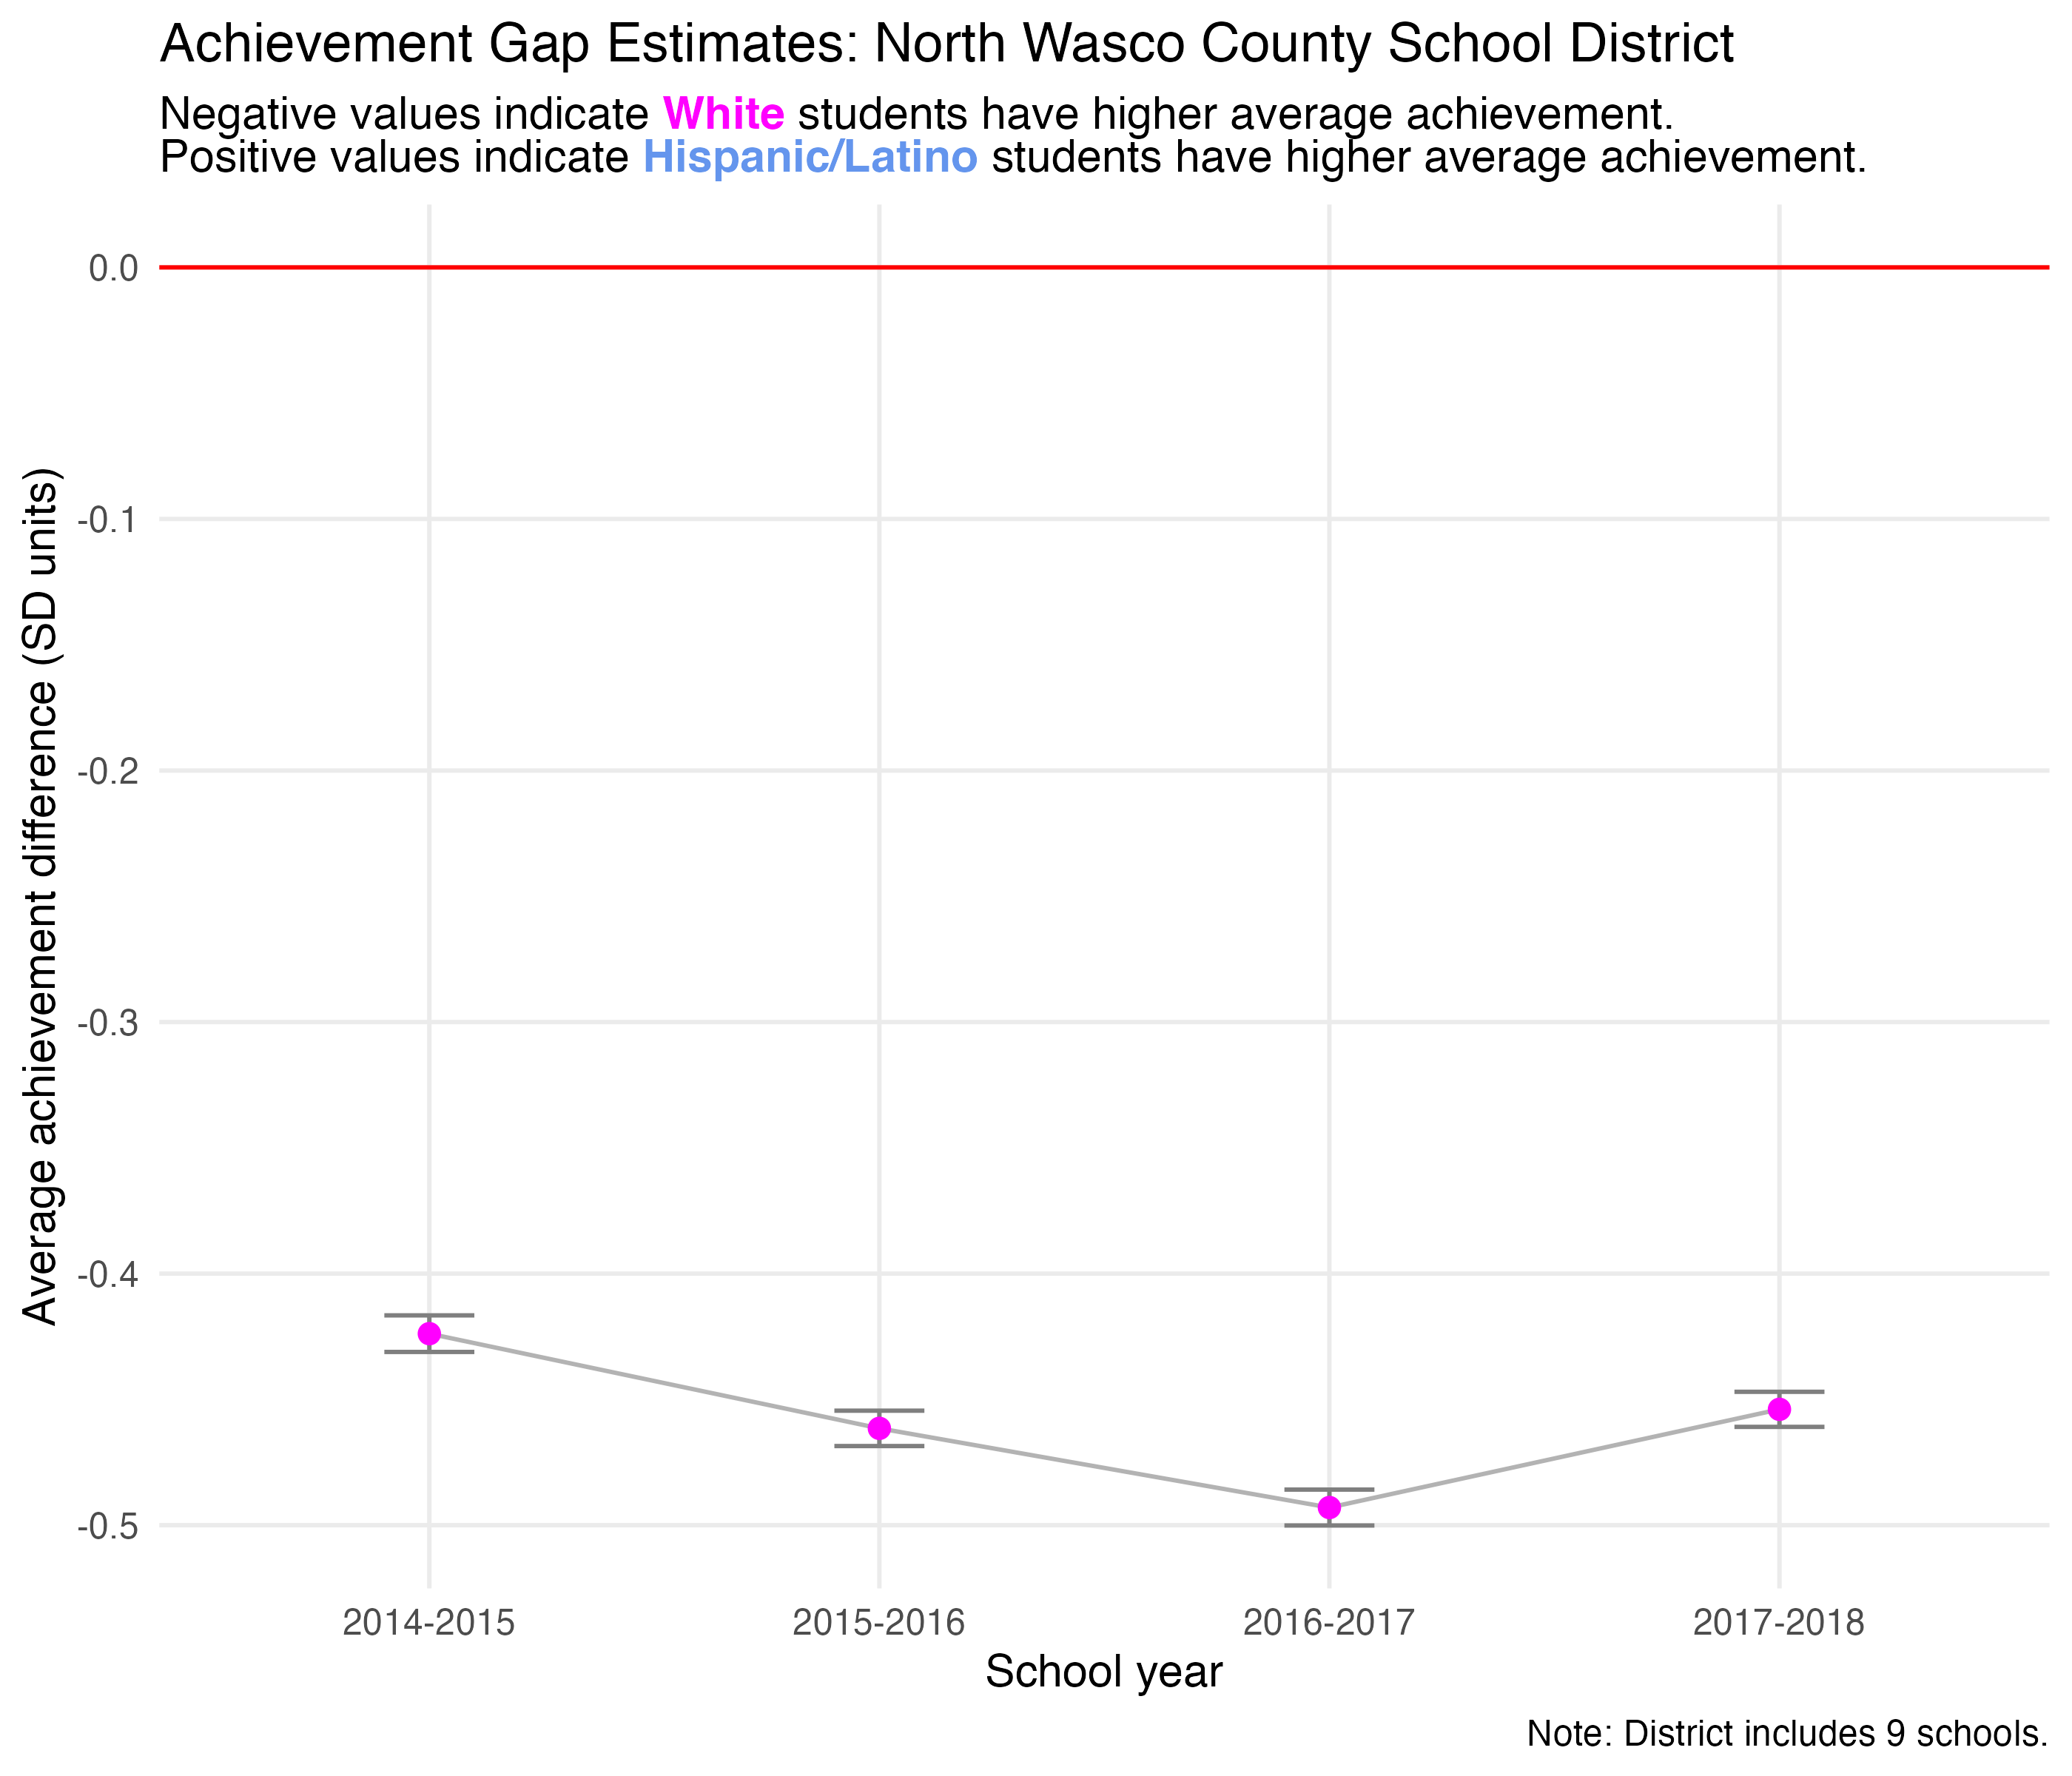 Achievement Gap Estimates: North Wasco County School District
Negative values indicate White students have higher average achievement.
Positive values indicate Hispanic/Latino students have higher average achievement.
Average achievement difference (SD units)
0.0
-0.1
-0.2
-0.3
-0.4
-0.5
2014-2015
2015-2016
2016-2017
2017-2018
School year
Note: District includes 9 schools.